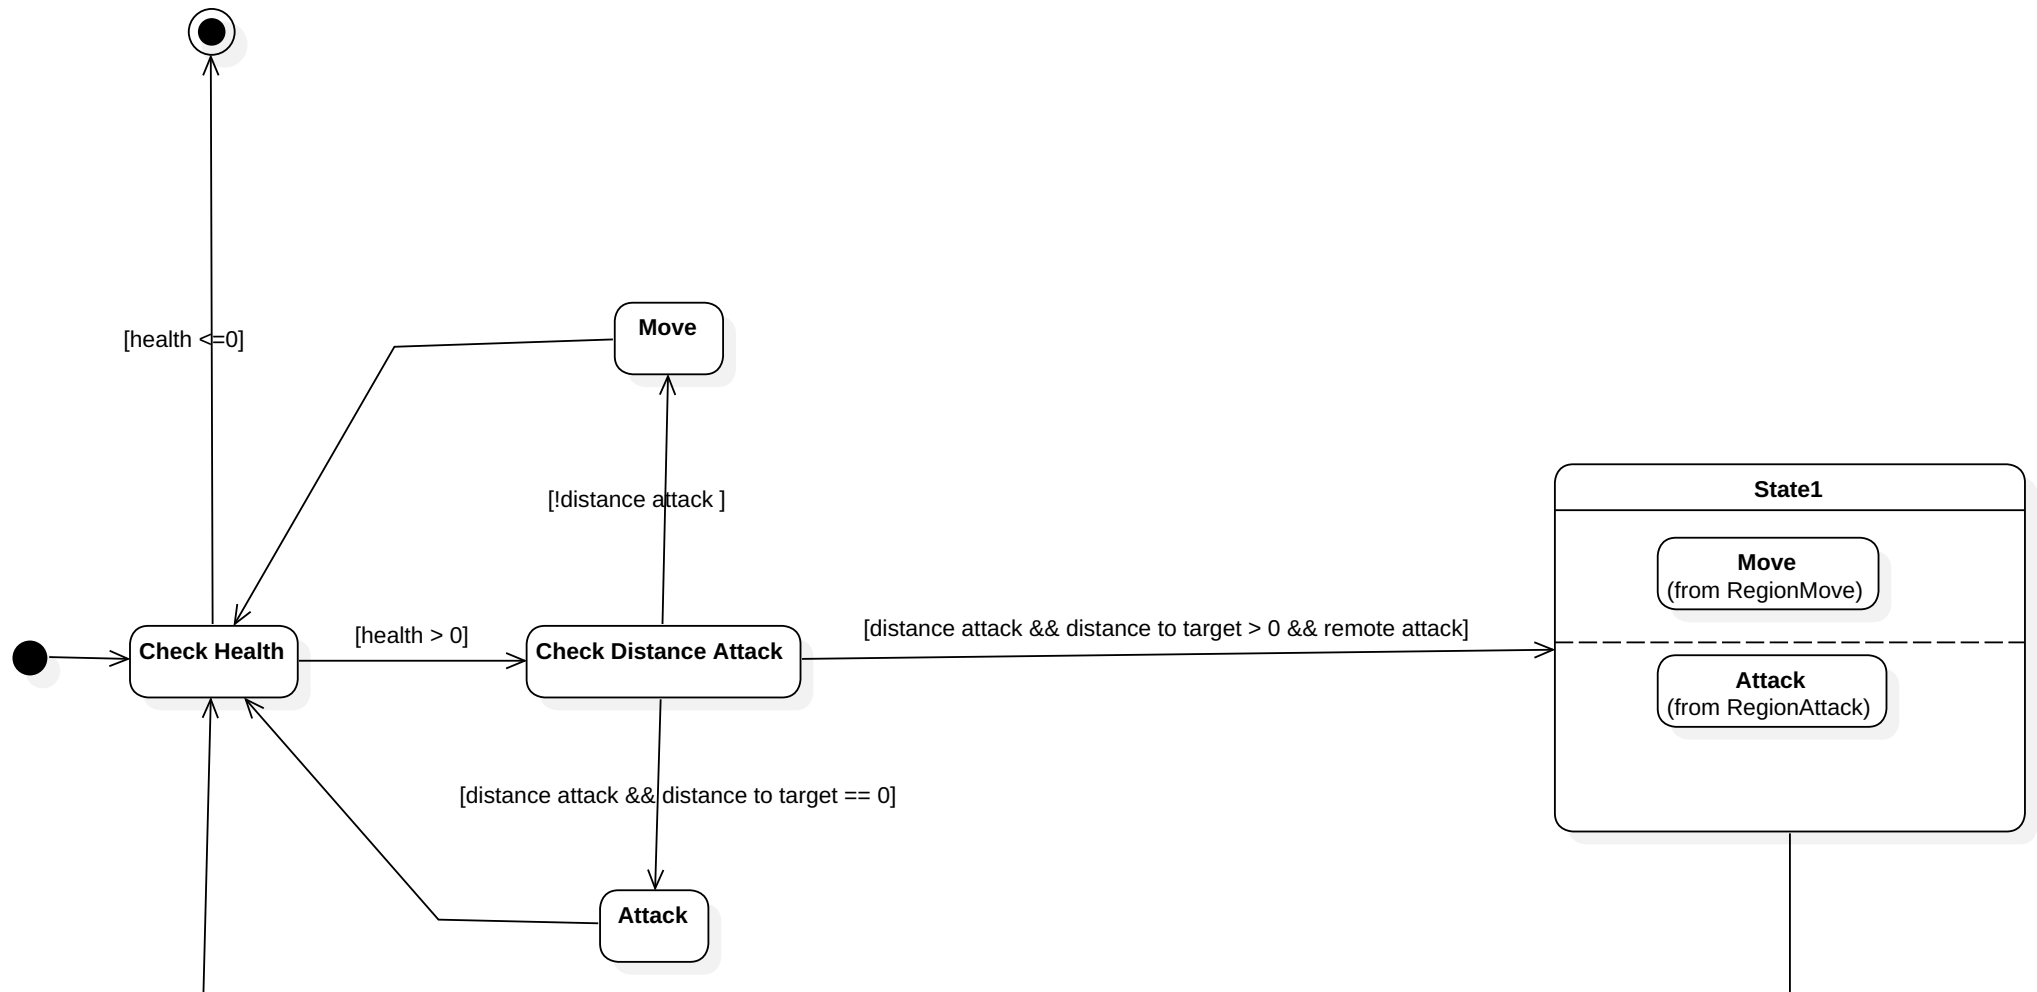 [health <=0]
Move
[!distance attack ]
State1
Move
(from RegionMove)
[health > 0]
[distance attack && distance to target > 0 && remote attack]
Check Health
Check Distance Attack
Attack
(from RegionAttack)
[distance attack && distance to target == 0]
Attack